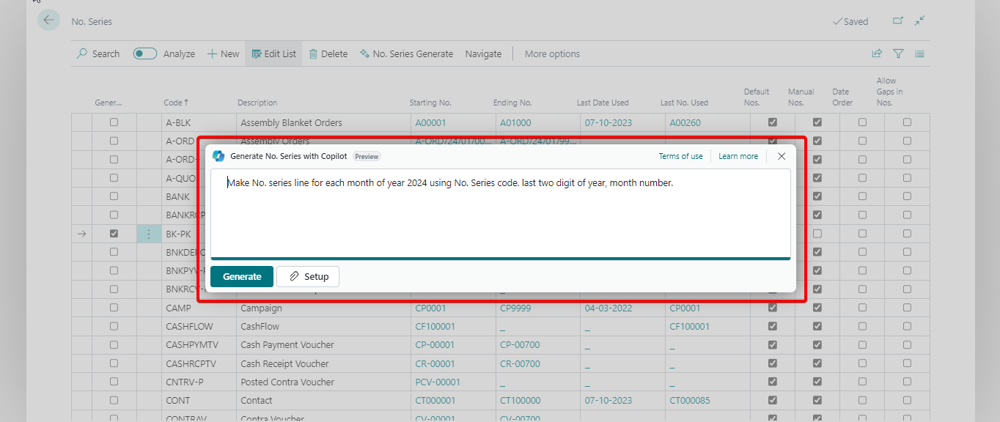 No. Series
Saved
Search Analyze New Edit List Delete No. Series Generate Navigate More options
Gener... Code↑ Description Starting No. Ending No. Last Date Used Last No. Used Default Nos. Manual Nos. Date Order Allow Gaps in Nos.
A-BLK Assembly Blanket Orders A00001 A01000 07-10-2023 A00260
A-ORD Assembly Orders A-ORD/24/01/00... A-ORD/24/01/99...
Generate No. Series with Copilot Preview Terms of use Learn more
A-ORD+
Make No. series line for each month of year 2024 using No. Series code. last two digit of year, month number.
A-QUO
BANK
BANKRCP
BK-PK
BNKDEPO
BNKPYV-P
Generate Setup
BNKRCV-
CAMP Campaign CP0001 CP9999 04-03-2022 CP0001
CASHFLOW CashFlow CF100001 _ _ CF100001
CASHPYMTV Cash Payment Voucher CP-00001 CP-00700 _ _
CASHRCPTV Cash Receipt Voucher CR-00001 CR-00700 _ _
CNTRV-P Posted Contra Voucher PCV-00001 _ _ _
CONT Contact CT000001 CT100000 07-10-2023 CT000085
CONTRAV Contra Voucher CV-00001 CV-00700 _ _